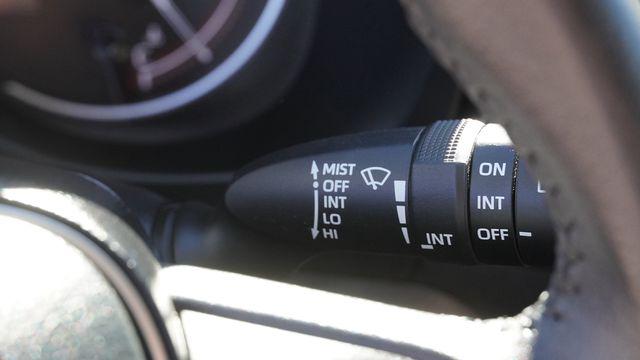 MIST
OFF
INT
LO
HI
INT
ON
INT
OFF